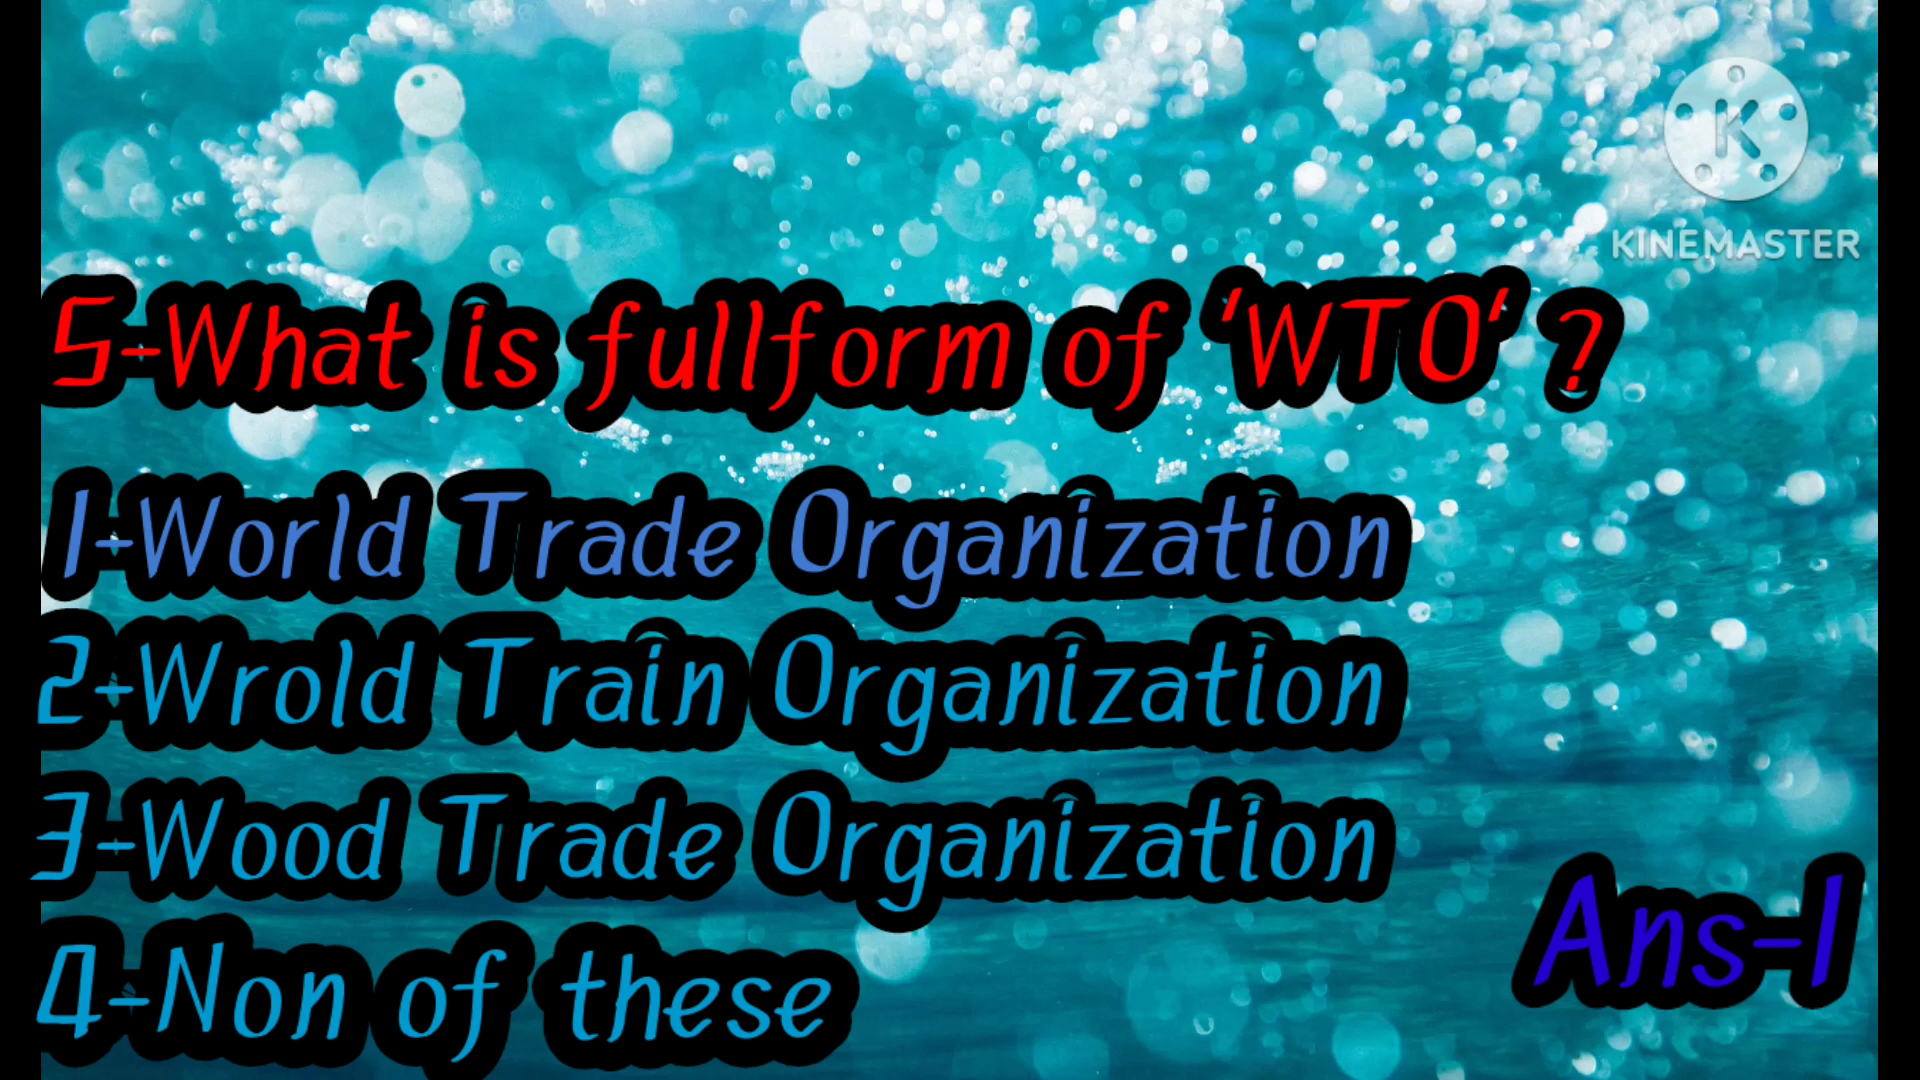 K
KINEMASTER
5-What is fullform of 'WTO' ?
1-World Trade Organization
2-Wrold Train Organization
3-Wood Trade Organization
4-Non of these
Ans-1